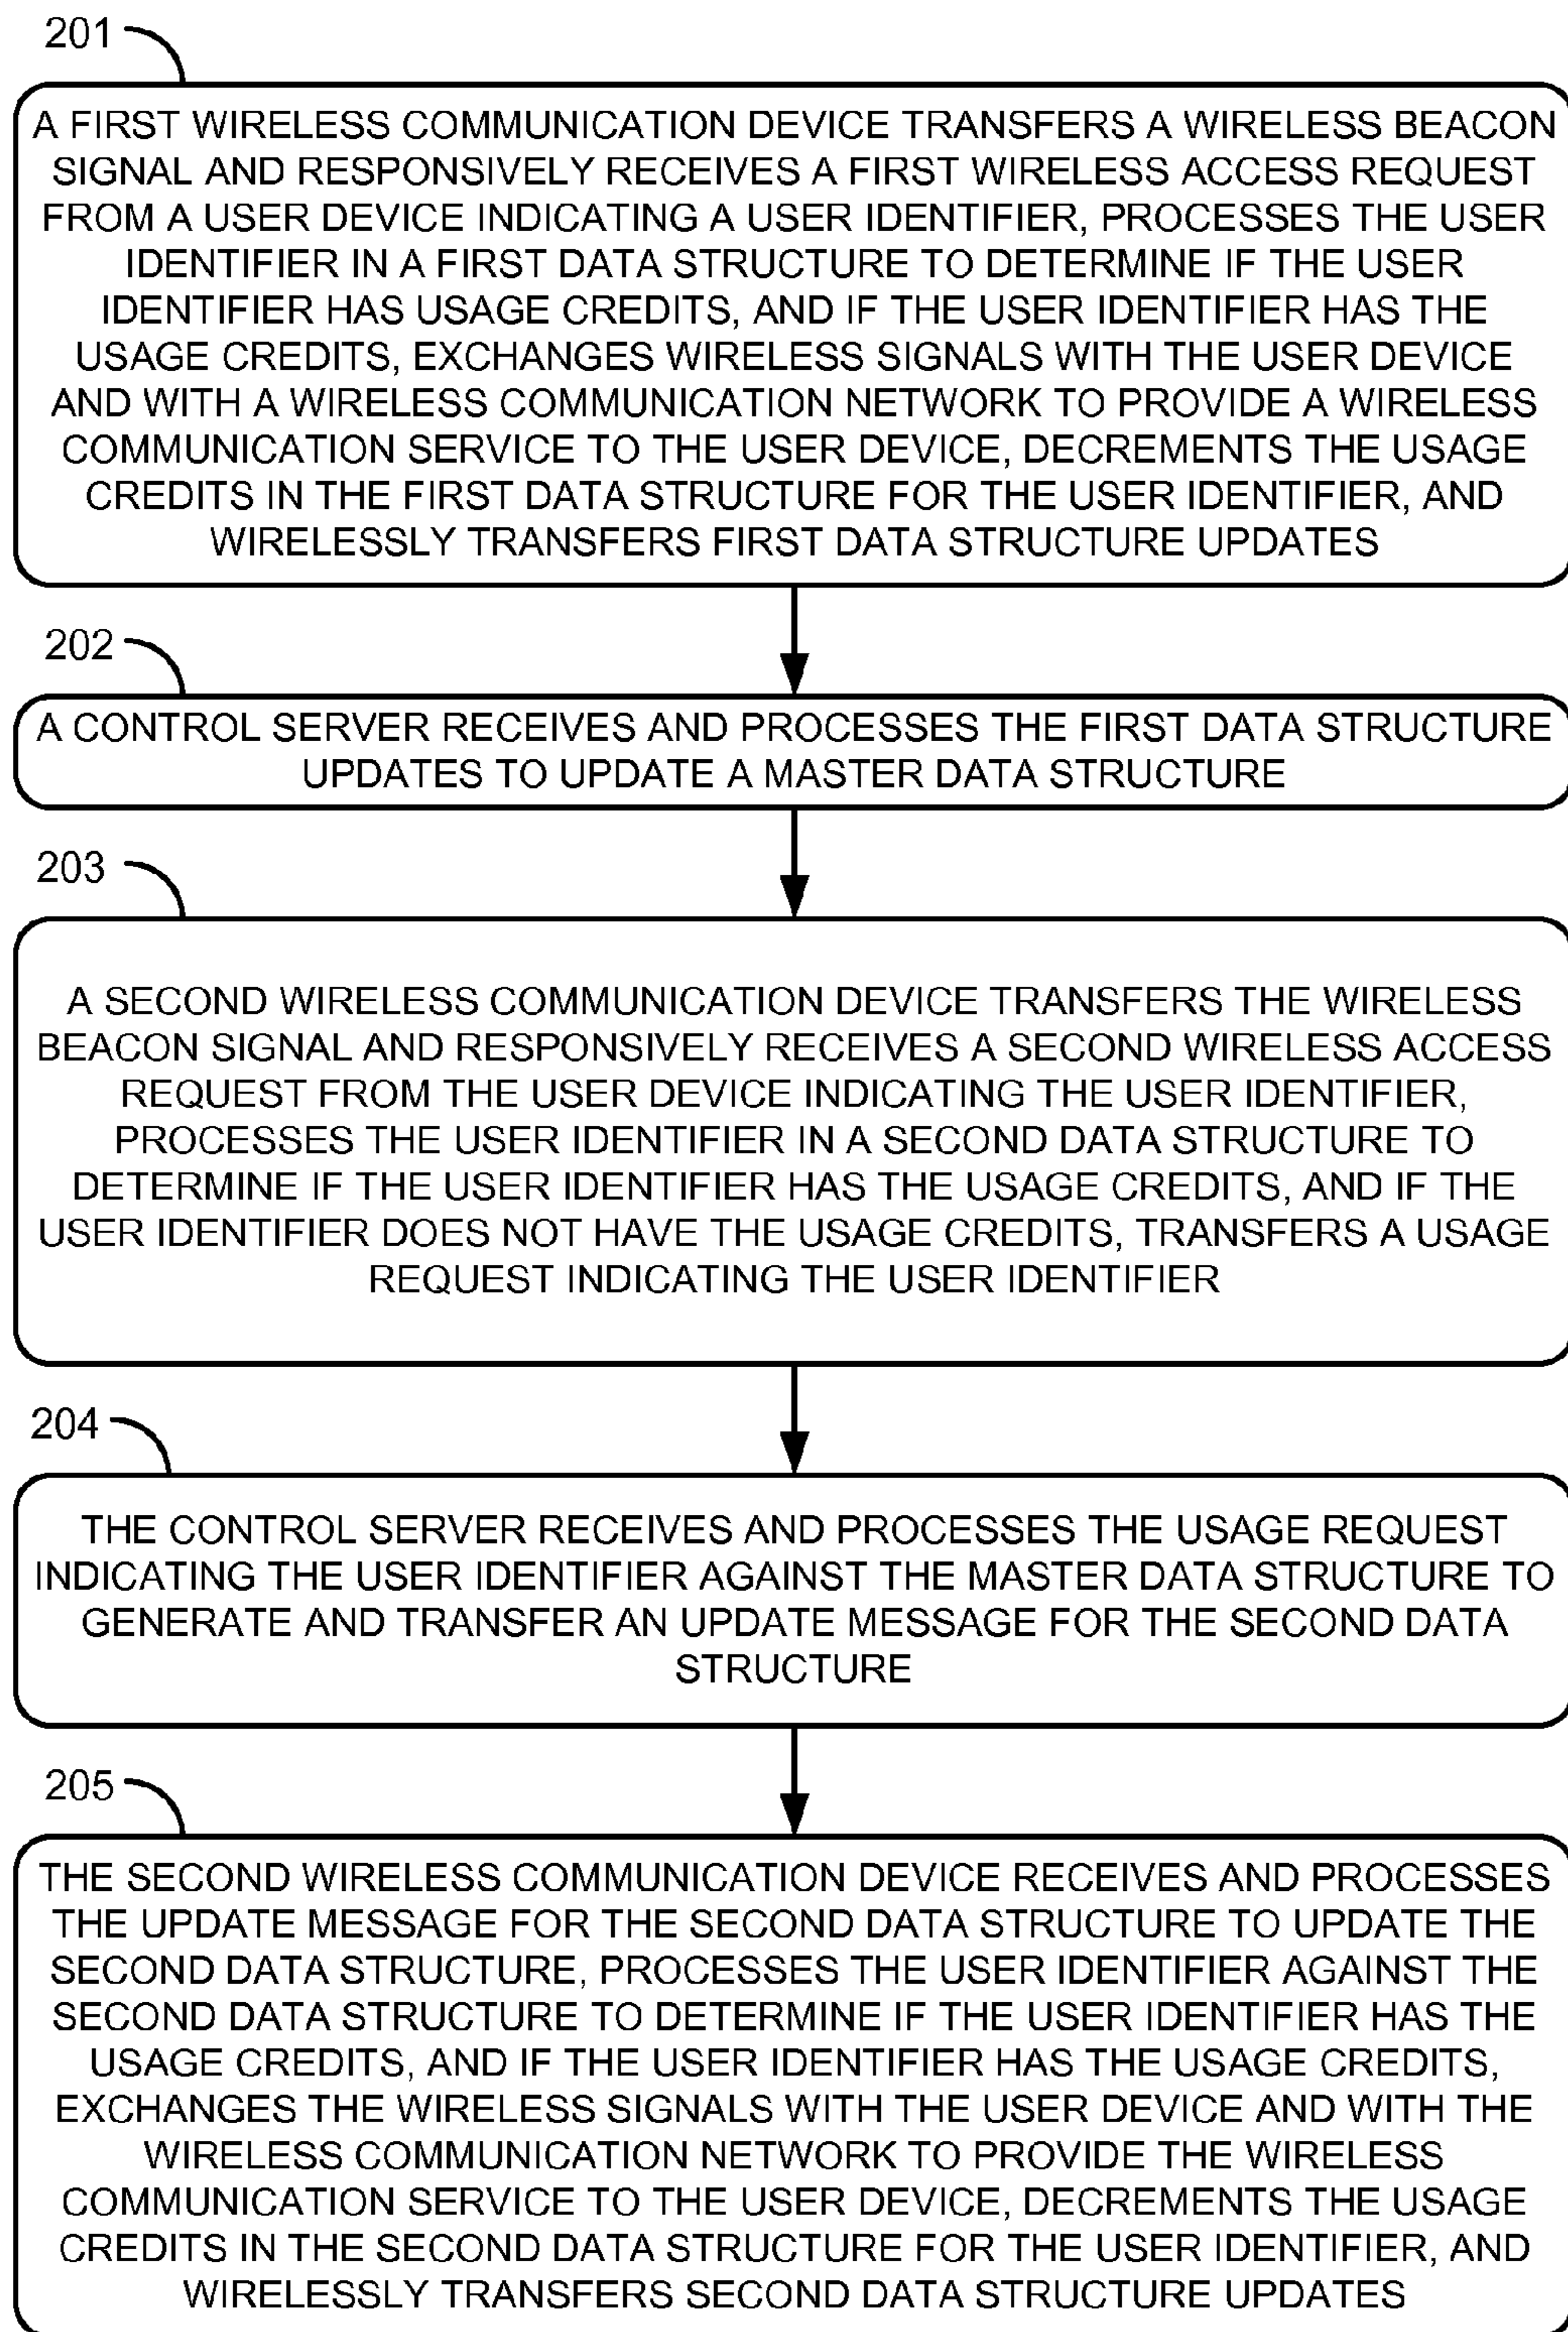 201
A FIRST WIRELESS COMMUNICATION DEVICE TRANSFERS A WIRELESS BEACON
SIGNAL AND RESPONSIVELY RECEIVES A FIRST WIRELESS ACCESS REQUEST
FROM A USER DEVICE INDICATING A USER IDENTIFIER, PROCESSES THE USER
IDENTIFIER IN A FIRST DATA STRUCTURE TO DETERMINE IF THE USER
IDENTIFIER HAS USAGE CREDITS, AND IF THE USER IDENTIFIER HAS THE
USAGE CREDITS, EXCHANGES WIRELESS SIGNALS WITH THE USER DEVICE
AND WITH A WIRELESS COMMUNICATION NETWORK TO PROVIDE A WIRELESS
COMMUNICATION SERVICE TO THE USER DEVICE, DECREMENTS THE USAGE
CREDITS IN THE FIRST DATA STRUCTURE FOR THE USER IDENTIFIER, AND
WIRELESSLY TRANSFERS FIRST DATA STRUCTURE UPDATES
202
A CONTROL SERVER RECEIVES AND PROCESSES THE FIRST DATA STRUCTURE
UPDATES TO UPDATE A MASTER DATA STRUCTURE
203
A SECOND WIRELESS COMMUNICATION DEVICE TRANSFERS THE WIRELESS
BEACON SIGNAL AND RESPONSIVELY RECEIVES A SECOND WIRELESS ACCESS
REQUEST FROM THE USER DEVICE INDICATING THE USER IDENTIFIER,
PROCESSES THE USER IDENTIFIER IN A SECOND DATA STRUCTURE TO
DETERMINE IF THE USER IDENTIFIER HAS THE USAGE CREDITS, AND IF THE
USER IDENTIFIER DOES NOT HAVE THE USAGE CREDITS, TRANSFERS A USAGE
REQUEST INDICATING THE USER IDENTIFIER
204
THE CONTROL SERVER RECEIVES AND PROCESSES THE USAGE REQUEST
INDICATING THE USER IDENTIFIER AGAINST THE MASTER DATA STRUCTURE TO
GENERATE AND TRANSFER AN UPDATE MESSAGE FOR THE SECOND DATA
STRUCTURE
205
THE SECOND WIRELESS COMMUNICATION DEVICE RECEIVES AND PROCESSES
THE UPDATE MESSAGE FOR THE SECOND DATA STRUCTURE TO UPDATE THE
SECOND DATA STRUCTURE, PROCESSES THE USER IDENTIFIER AGAINST THE
SECOND DATA STRUCTURE TO DETERMINE IF THE USER IDENTIFIER HAS THE
USAGE CREDITS, AND IF THE USER IDENTIFIER HAS THE USAGE CREDITS,
EXCHANGES THE WIRELESS SIGNALS WITH THE USER DEVICE AND WITH THE
WIRELESS COMMUNICATION NETWORK TO PROVIDE THE WIRELESS
COMMUNICATION SERVICE TO THE USER DEVICE, DECREMENTS THE USAGE
CREDITS IN THE SECOND DATA STRUCTURE FOR THE USER IDENTIFIER, AND
WIRELESSLY TRANSFERS SECOND DATA STRUCTURE UPDATES